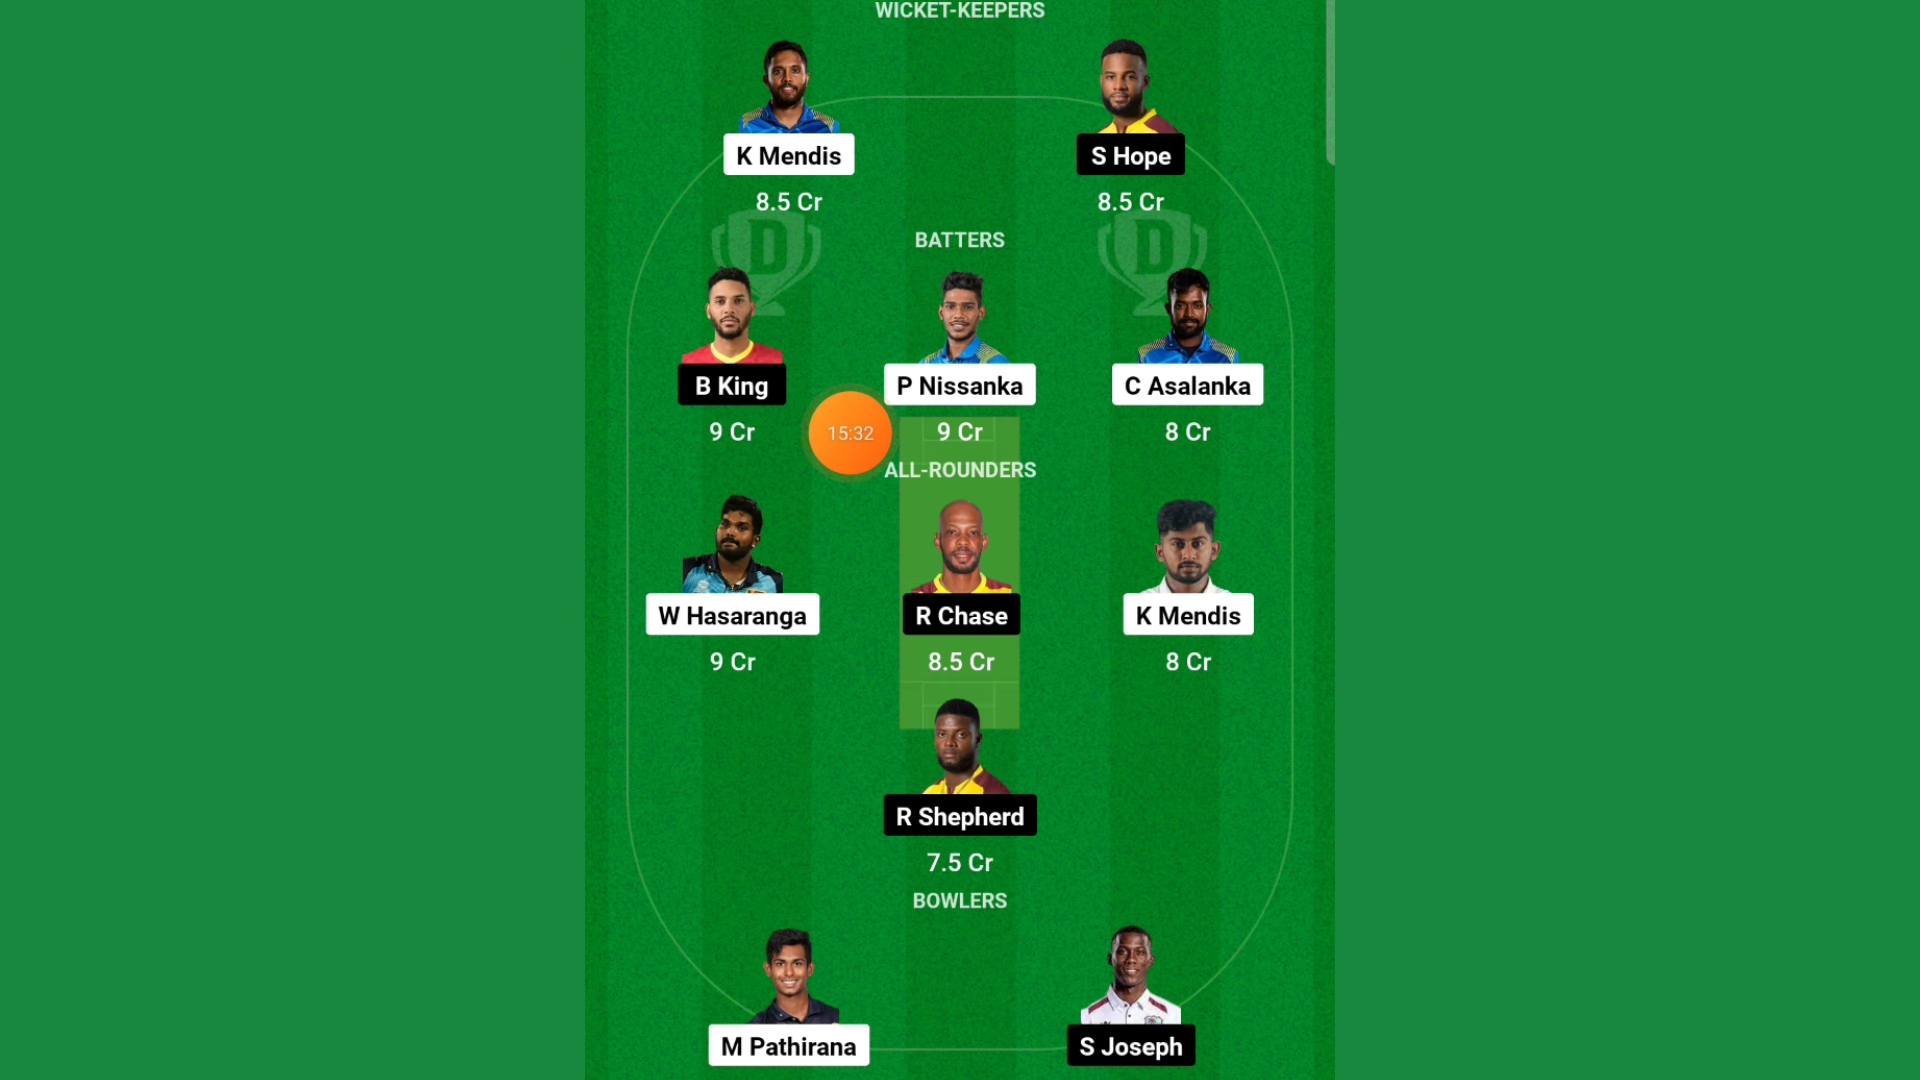 WICKET-KEEPERS
K Mendis
S Hope
8.5 Cr
8.5 Cr
BATTERS
D
D
B King
P Nissanka
C Asalanka
9 Cr
15:32
9 Cr
8 Cr
ALL-ROUNDERS
W Hasaranga
R Chase
K Mendis
9 Cr
8.5 Cr
8 Cr
R Shepherd
7.5 Cr
BOWLERS
M Pathirana
S Joseph